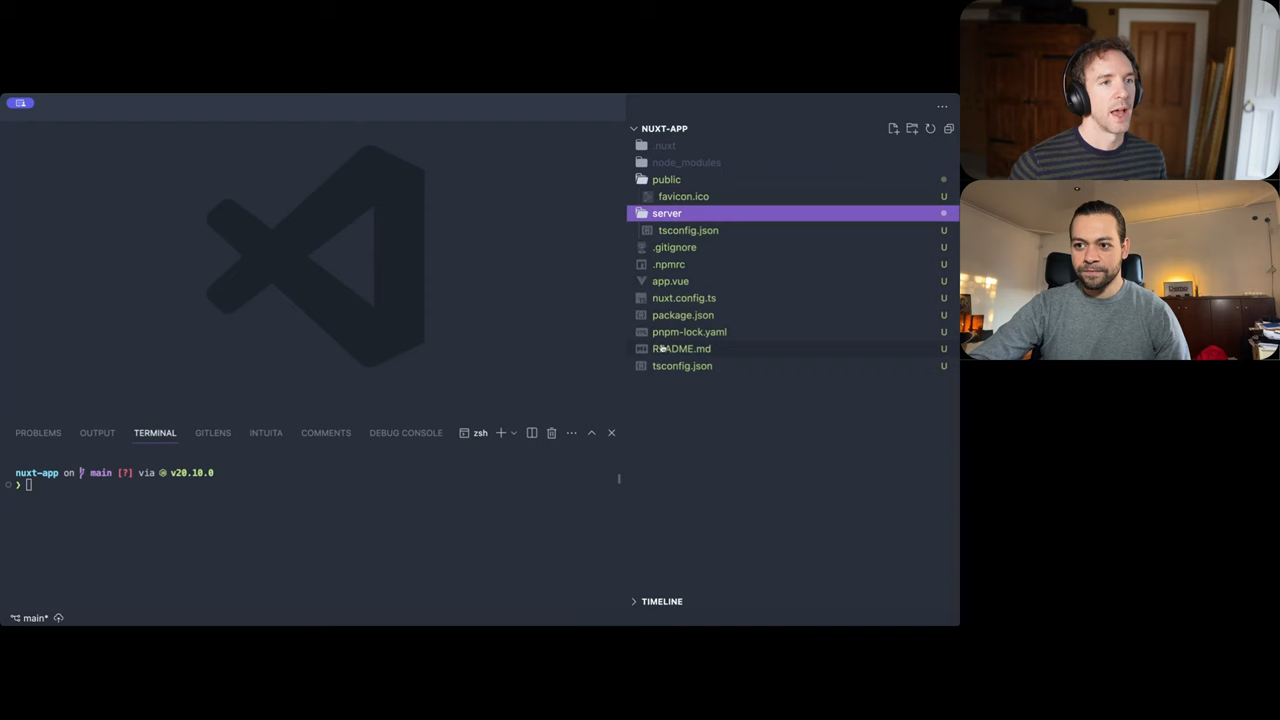 NUXT-APP
.nuxt
node_modules
public
favicon.ico U
server
tsconfig.json U
.gitignore U
.npmrc U
app.vue U
nuxt.config.ts U
package.json U
pnpm-lock.yaml U
README.md U
tsconfig.json U
PROBLEMS OUTPUT TERMINAL GITLENS INTUITA COMMENTS DEBUG CONSOLE zsh
nuxt-app on main [?] via v20.10.0
❯
TIMELINE
main*
Demo